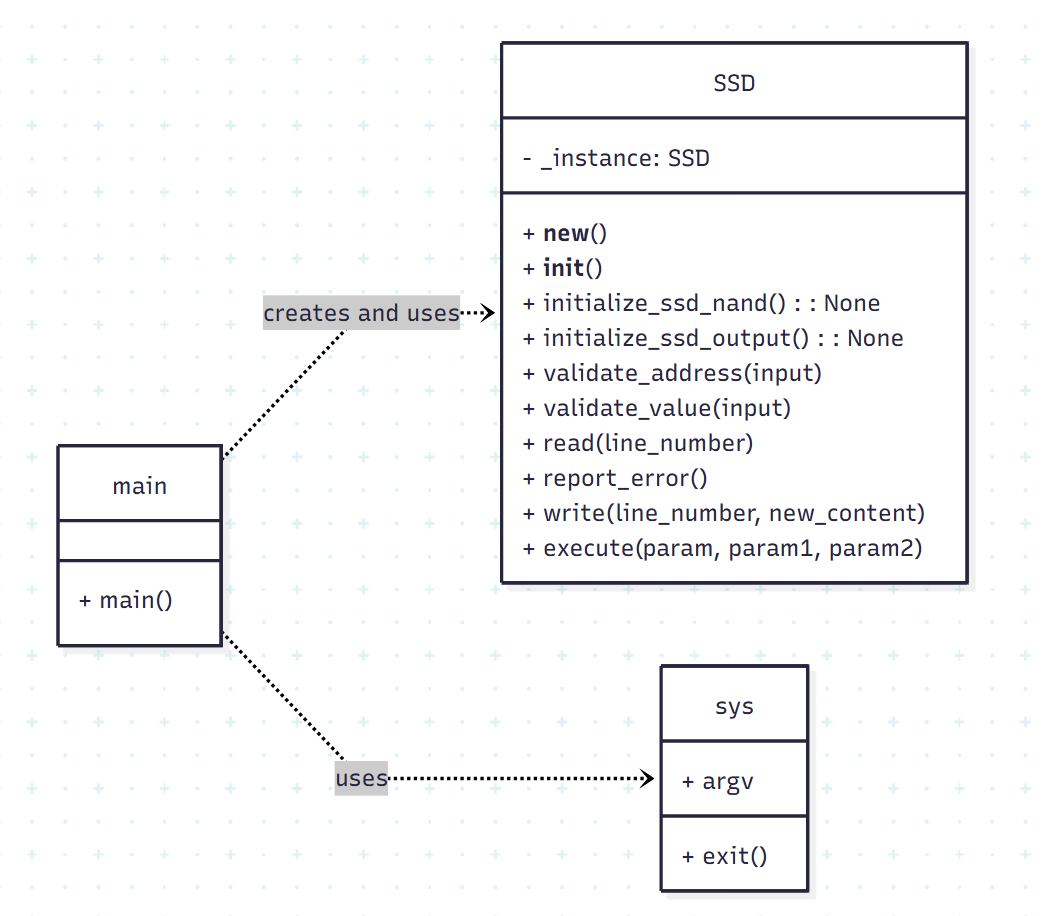 SSD
- _instance: SSD
+ new()
+ init()
+ initialize_ssd_nand() : : None
+ initialize_ssd_output() : : None
+ validate_address(input)
+ validate_value(input)
+ read(line_number)
+ report_error()
+ write(line_number, new_content)
+ execute(param, param1, param2)
creates and uses
main
+ main()
uses
sys
+ argv
+ exit()